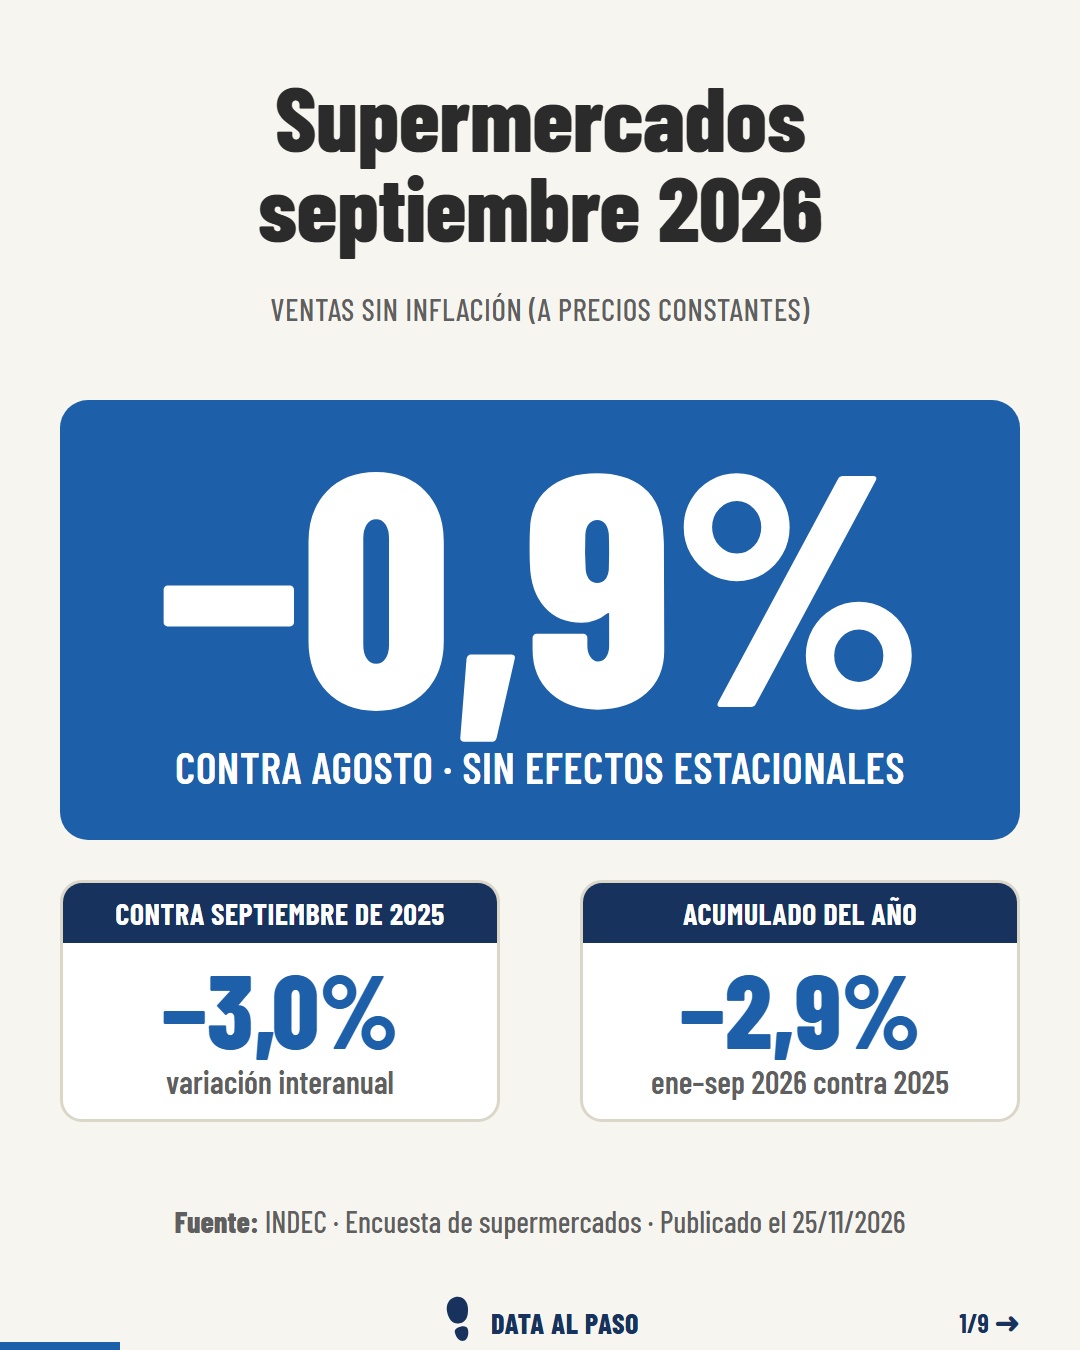 Supermercados
septiembre 2026
VENTAS SIN INFLACIÓN (A PRECIOS CONSTANTES)
–0,9%
CONTRA AGOSTO · SIN EFECTOS ESTACIONALES
CONTRA SEPTIEMBRE DE 2025
–3,0%
variación interanual
ACUMULADO DEL AÑO
–2,9%
ene–sep 2026 contra 2025
Fuente: INDEC · Encuesta de supermercados · Publicado el 25/11/2026
DATA AL PASO
1/9 →